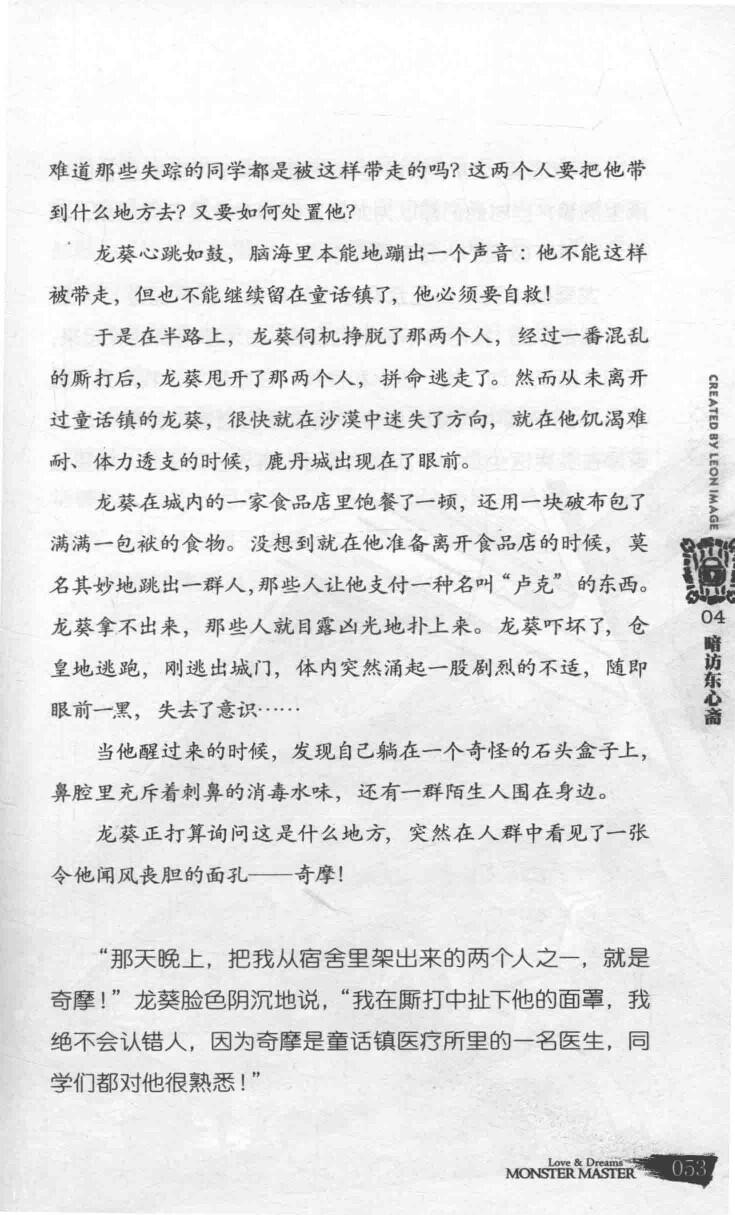 难道那些失踪的同学都是被这样带走的吗？这两个人要把他带
到什么地方去？又要如何处置他？
龙葵心跳如鼓，脑海里本能地蹦出一个声音：他不能这样
被带走，但也不能继续留在童话镇了，他必须要自救！
于是在半路上，龙葵伺机挣脱了那两个人，经过一番混乱
的厮打后，龙葵甩开了那两个人，拼命逃走了。然而从未离开
过童话镇的龙葵，很快就在沙漠中迷失了方向，就在他饥渴难
耐、体力透支的时候，鹿丹城出现在了眼前。
龙葵在城内的一家食品店里饱餐了一顿，还用一块破布包了
满满一包袱的食物。没想到就在他准备离开食品店的时候，莫
名其妙地跳出一群人，那些人让他支付一种名叫“卢克”的东西。
龙葵拿不出来，那些人就目露凶光地扑上来。龙葵吓坏了，仓
皇地逃跑，刚逃出城门，体内突然涌起一股剧烈的不适，随即
眼前一黑，失去了意识……
当他醒过来的时候，发现自己躺在一个奇怪的石头盒子上，
鼻腔里充斥着刺鼻的消毒水味，还有一群陌生人围在身边。
龙葵正打算询问这是什么地方，突然在人群中看见了一张
令他闻风丧胆的面孔——奇摩！
“那天晚上，把我从宿舍里架出来的两个人之一，就是
奇摩！”龙葵脸色阴沉地说，“我在厮打中扯下他的面罩，我
绝不会认错人，因为奇摩是童话镇医疗所里的一名医生，同
学们都对他很熟悉！”
CREATED BY LEON IMAGE
04
暗访东心斋
Love & Dreams
MONSTER MASTER
053